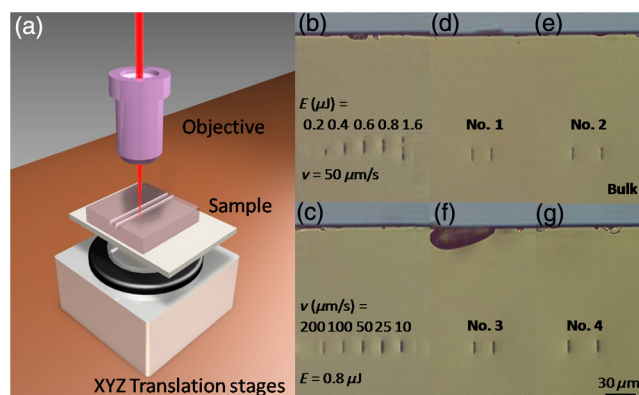 (a)
Objective
Sample
XYZ Translation stages
(b)
E (μJ) =
0.2 0.4 0.6 0.8 1.6
v = 50 μm/s
(c)
v (μm/s) =
200 100 50 25 10
E = 0.8 μJ
(d)
No. 1
(e)
No. 2
Bulk
(f)
No. 3
(g)
No. 4
30 μm